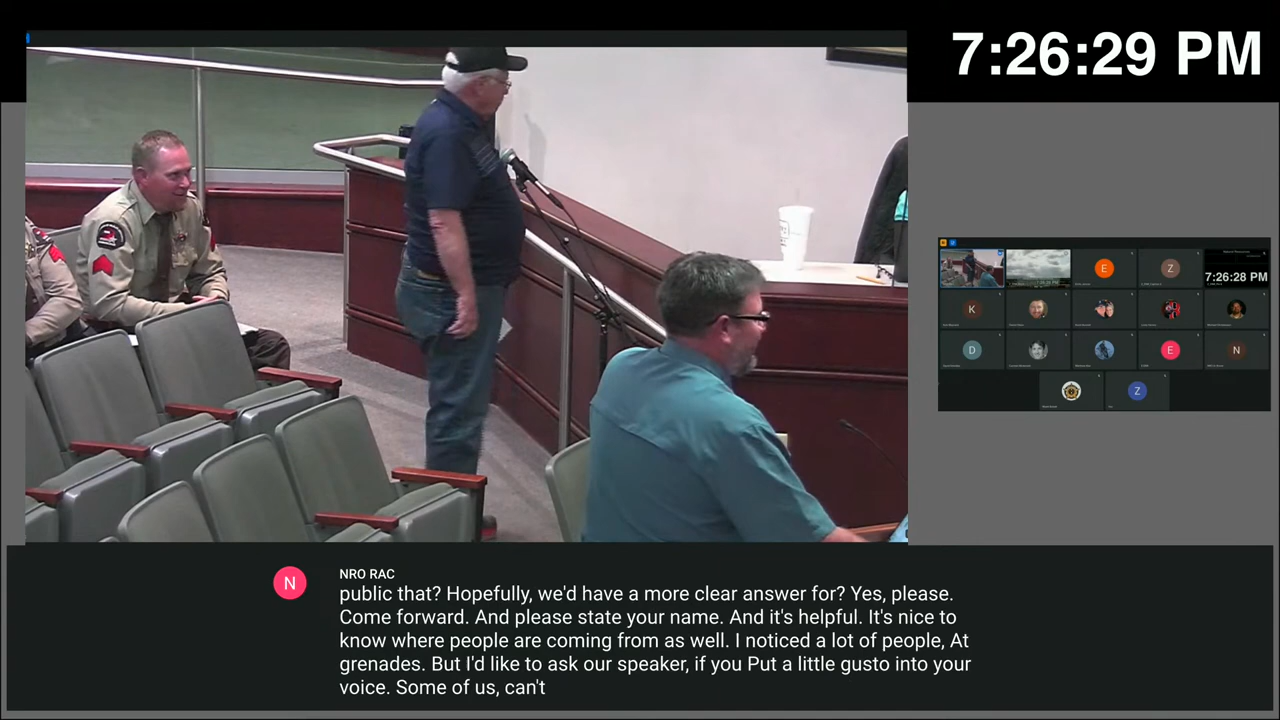 7:26:29 PM
E
Z
7:26:28 PM
K
D
E
N
Z
N
NRO RAC
public that? Hopefully, we'd have a more clear answer for? Yes, please.
Come forward. And please state your name. And it's helpful. It's nice to
know where people are coming from as well. I noticed a lot of people, At
grenades. But I'd like to ask our speaker, if you Put a little gusto into your
voice. Some of us, can't